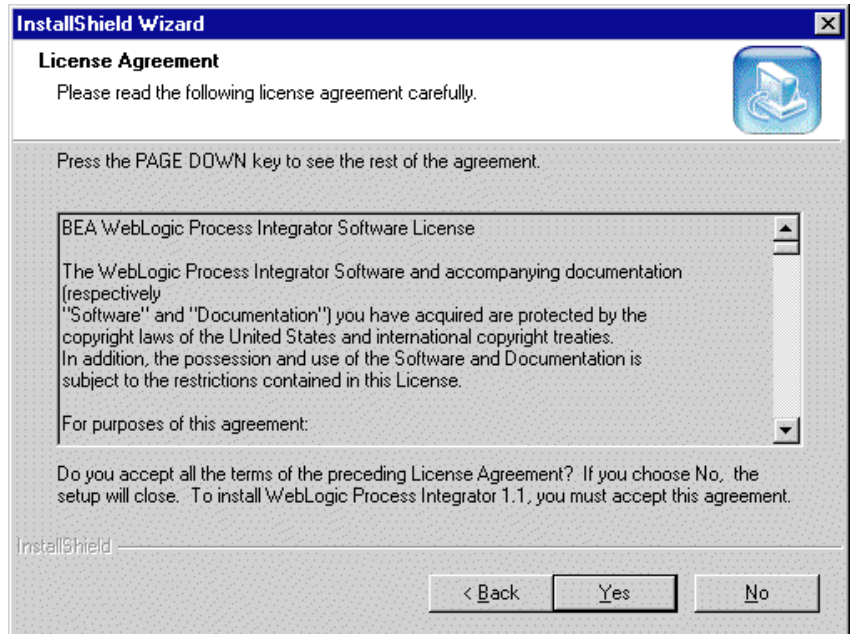 InstallShield Wizard
License Agreement
Please read the following license agreement carefully.
Press the PAGE DOWN key to see the rest of the agreement.
BEA WebLogic Process Integrator Software License
The WebLogic Process Integrator Software and accompanying documentation
(respectively
"Software" and "Documentation") you have acquired are protected by the
copyright laws of the United States and international copyright treaties.
In addition, the possession and use of the Software and Documentation is
subject to the restrictions contained in this License.
For purposes of this agreement:
Do you accept all the terms of the preceding License Agreement?  If you choose No,  the
setup will close.  To install WebLogic Process Integrator 1.1, you must accept this agreement.
InstallShield
< Back
Yes
No